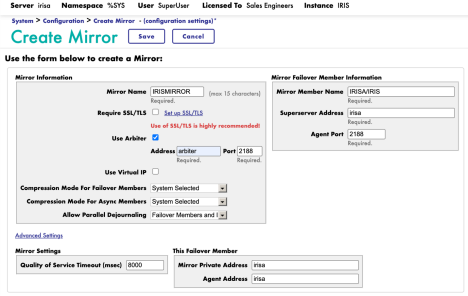 Server irisa Namespace %SYS User SuperUser Licensed To Sales Engineers Instance IRIS
System > Configuration > Create Mirror - (configuration settings)*
Create Mirror Save Cancel
Use the form below to create a Mirror:
Mirror Information
Mirror Name IRISMIRROR (max 15 characters)
Required.
Require SSL/TLS Set up SSL/TLS
Use of SSL/TLS is highly recommended!
Use Arbiter
Address arbiter Port 2188
Required. Required.
Use Virtual IP
Compression Mode For Failover Members System Selected
Compression Mode For Async Members System Selected
Allow Parallel Dejournaling Failover Members and I
Mirror Failover Member Information
Mirror Member Name IRISA/IRIS
Required.
Superserver Address irisa
Required.
Agent Port 2188
Required.
Advanced Settings
Mirror Settings
Quality of Service Timeout (msec) 8000
This Failover Member
Mirror Private Address irisa
Agent Address irisa